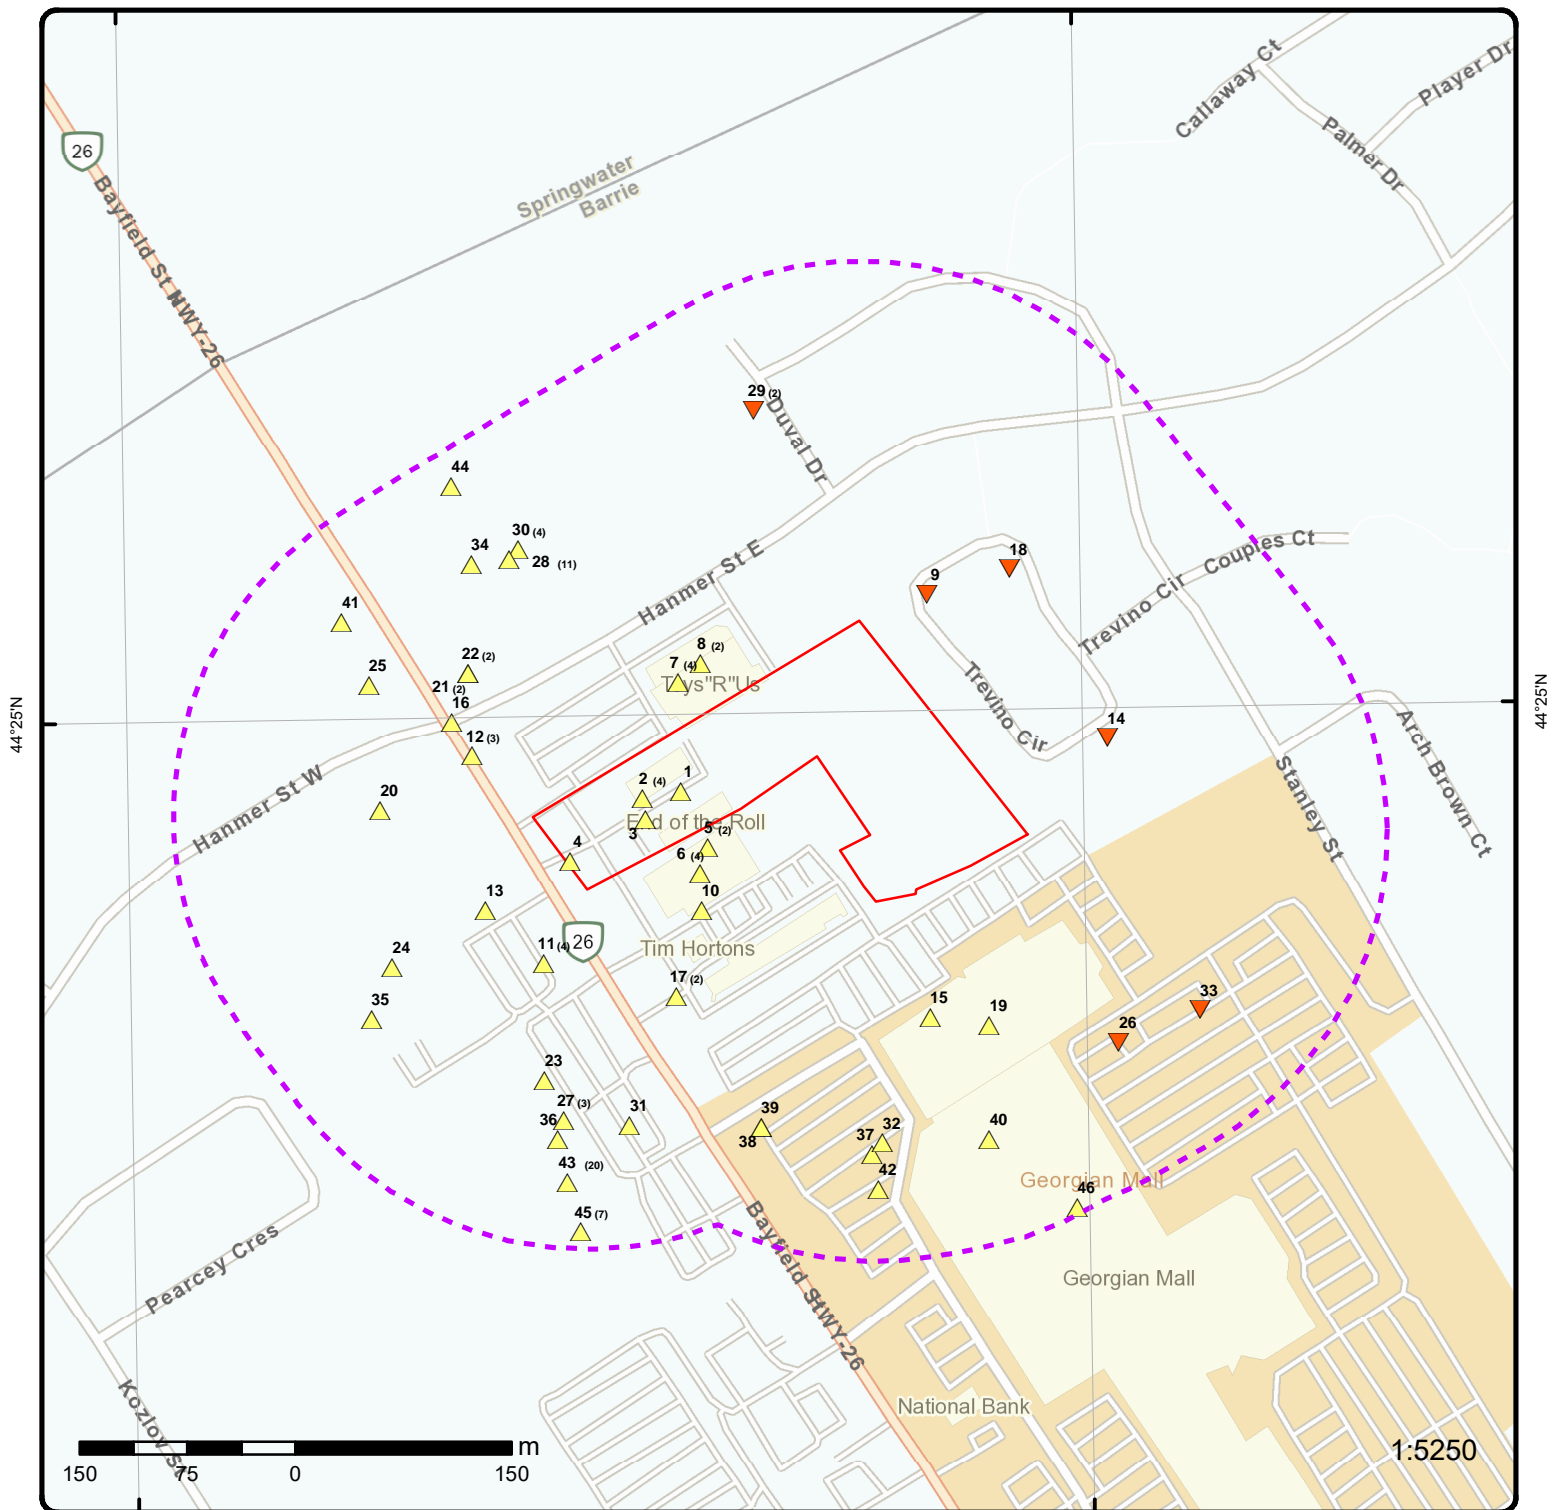 Callaway Ct
Player Dr
Palmer Dr
26
Springwater
Barrie
Bayfield St N
HWY-26
29 (2)
Duval Dr
44
30 (4)
34
28 (11)
Hanmer St E
18
9
Couples Ct
Trevino Cir
41
8 (2)
22 (2)
7 (4)
25
Toys"R"Us
21 (2)
16
Trevino Cir
14
12 (3)
44°25'N
44°25'N
Arch Brown Ct
Stanley St
1
2 (4)
20
Hanmer St W
End of the Roll
3
5 (2)
4
6 (4)
13
10
26
11 (4)
Tim Hortons
24
17 (2)
35
15
19
33
26
23
27 (3)
36
31
39
38
32
37
40
43 (20)
42
Georgian Mall
46
45 (7)
Pearcey Cres
Bayfield St
HWY-26
Georgian Mall
Kozlov St
National Bank
m
150 75 0 150
1:5250